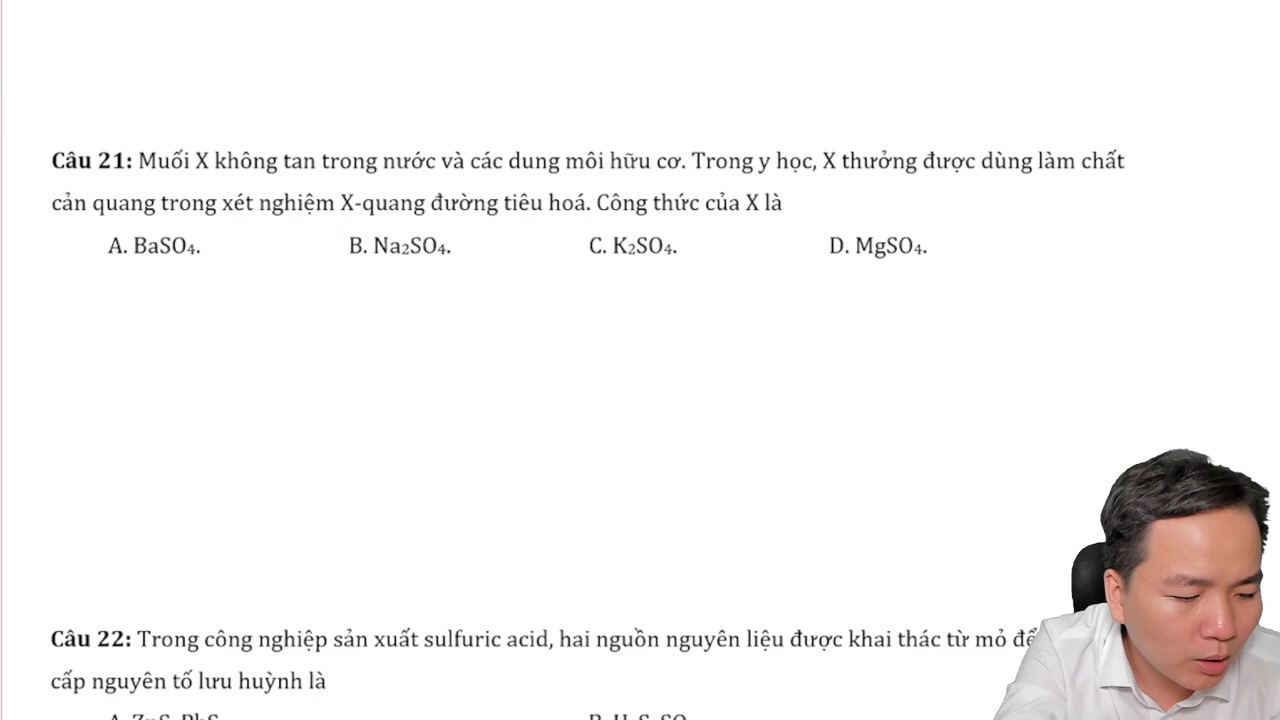 Câu 21: Muối X không tan trong nước và các dung môi hữu cơ. Trong y học, X thưởng được dùng làm chất
cản quang trong xét nghiệm X-quang đường tiêu hoá. Công thức của X là
A. BaSO₄. B. Na₂SO₄. C. K₂SO₄. D. MgSO₄.
Câu 22: Trong công nghiệp sản xuất sulfuric acid, hai nguồn nguyên liệu được khai thác từ mỏ để
cấp nguyên tố lưu huỳnh là